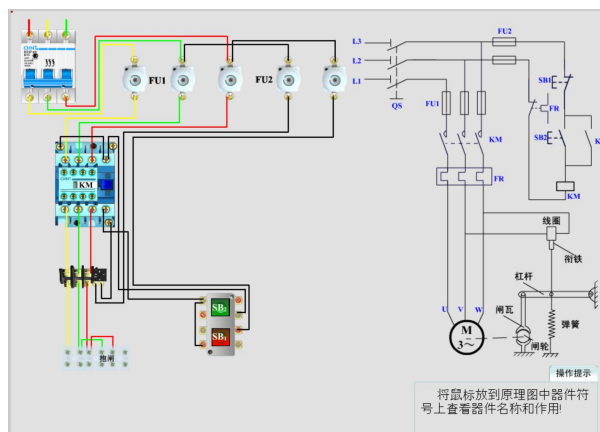 CHNT
FU1
FU2
KM
SB₂
SB₁
抱闸
L3
L2
L1
QS
FU2
FU1
SB1
FR
SB2
K
KM
KM
FR
线圈
衔铁
杠杆
U V W
闸瓦
弹簧
M
3～
闸轮
操作提示
将鼠标放到原理图中器件符
号上查看器件名称和作用!